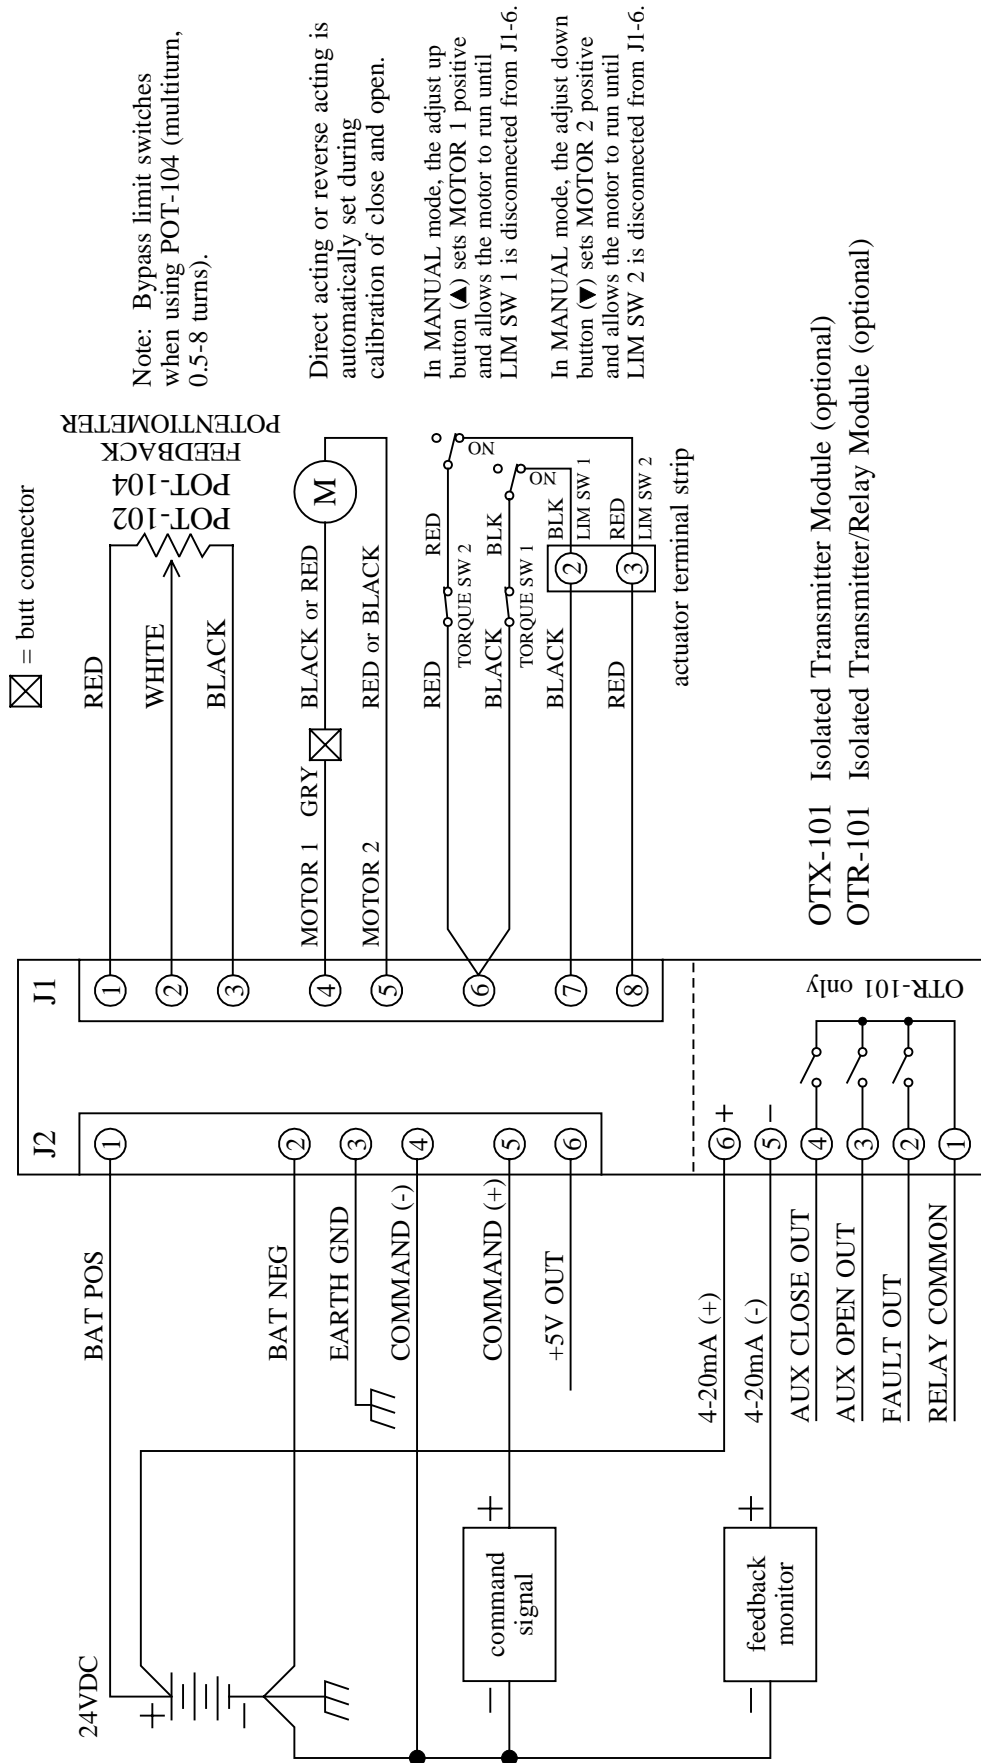 ☒ = butt connector
RED
WHITE
BLACK
POT-102
POT-104
FEEDBACK
POTENTIOMETER
Note: Bypass limit switches
when using POT-104 (multiturn,
0.5-8 turns).
MOTOR 1 GRY
BLACK or RED
M
MOTOR 2
RED or BLACK
Direct acting or reverse acting is
automatically set during
calibration of close and open.
RED
TORQUE SW 2
RED
NO
BLACK
TORQUE SW 1
BLK
NO
BLACK
2
BLK
LIM SW 1
RED
3
RED
LIM SW 2
actuator terminal strip
In MANUAL mode, the adjust up
button (▲) sets MOTOR 1 positive
and allows the motor to run until
LIM SW 1 is disconnected from J1-6.
In MANUAL mode, the adjust down
button (▼) sets MOTOR 2 positive
and allows the motor to run until
LIM SW 2 is disconnected from J1-6.
J1
1
2
3
4
5
6
7
8
J2
1
2
3
4
5
6
24VDC
+
-
BAT POS
BAT NEG
EARTH GND
COMMAND (-)
COMMAND (+)
+5V OUT
command
signal
+
-
4-20mA (+)
4-20mA (-)
AUX CLOSE OUT
AUX OPEN OUT
FAULT OUT
RELAY COMMON
6 +
5 -
4
3
2
1
OTR-101 only
feedback
monitor
+
-
OTX-101 Isolated Transmitter Module (optional)
OTR-101 Isolated Transmitter/Relay Module (optional)